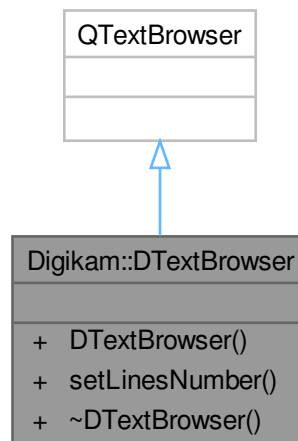 QTextBrowser
Digikam::DTextBrowser
+ DTextBrowser()
+ setLinesNumber()
+ ~DTextBrowser()